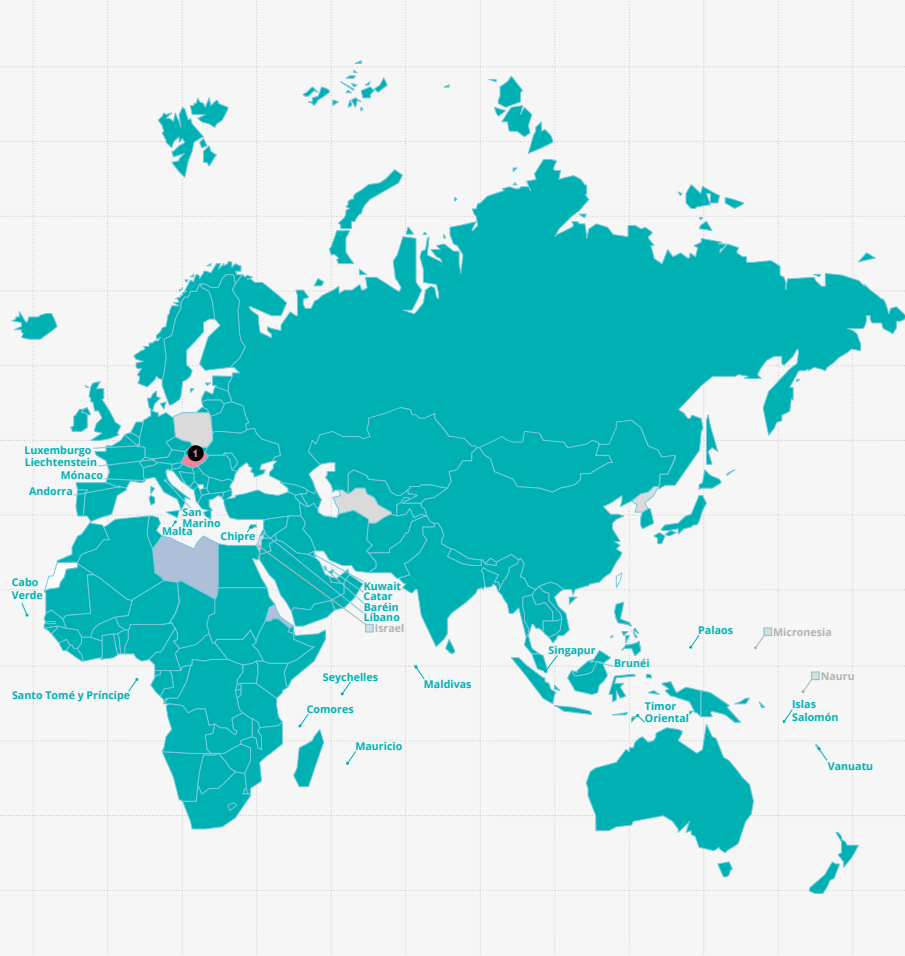 1
Luxemburgo
Liechtenstein
Mónaco
Andorra
San
Marino
Malta
Chipre
Cabo
Verde
Kuwait
Catar
Baréin
Líbano
Israel
Santo Tomé y Príncipe
Seychelles
Comores
Mauricio
Maldivas
Singapur
Brunéi
Palaos
Micronesia
Nauru
Timor
Oriental
Islas
Salomón
Vanuatu